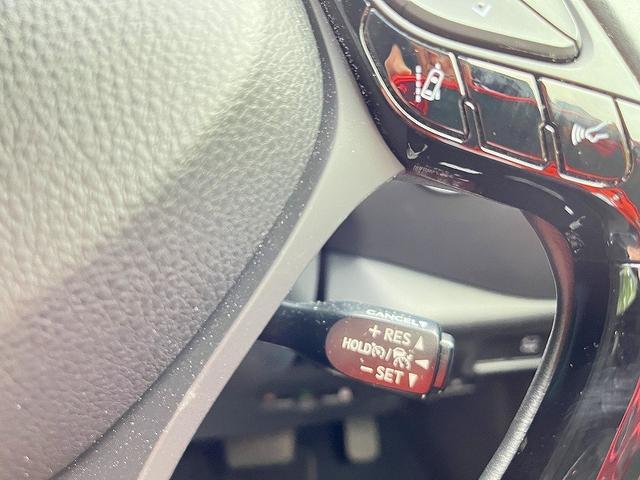 CANCEL
+ RES
HOLD /
− SET